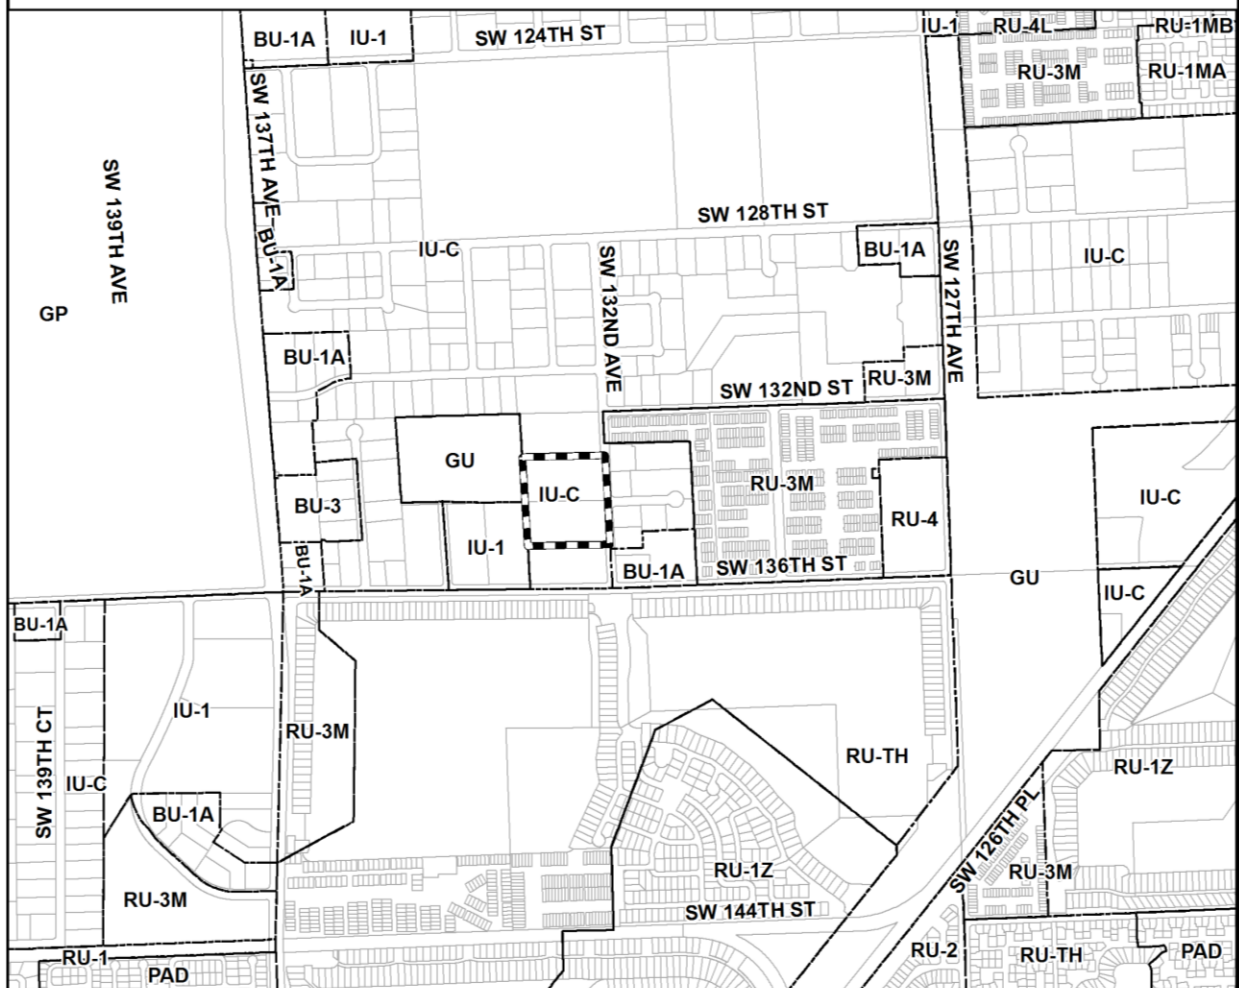 IU-1
RU-4L
RU-1MB
BU-1A
IU-1
SW 124TH ST
RU-3M
RU-1MA
SW 137TH AVE
SW 139TH AVE
SW 128TH ST
BU-1A
IU-C
BU-1A
IU-C
SW 132ND AVE
SW 127TH AVE
GP
BU-1A
RU-3M
SW 132ND ST
GU
IU-C
RU-3M
IU-C
BU-3
RU-4
IU-1
BU-1A
BU-1A
SW 136TH ST
GU
IU-C
BU-1A
IU-1
RU-3M
SW 139TH CT
RU-TH
RU-1Z
IU-C
BU-1A
SW 126TH PL
RU-1Z
RU-3M
RU-3M
SW 144TH ST
RU-2
RU-TH
PAD
RU-1
PAD